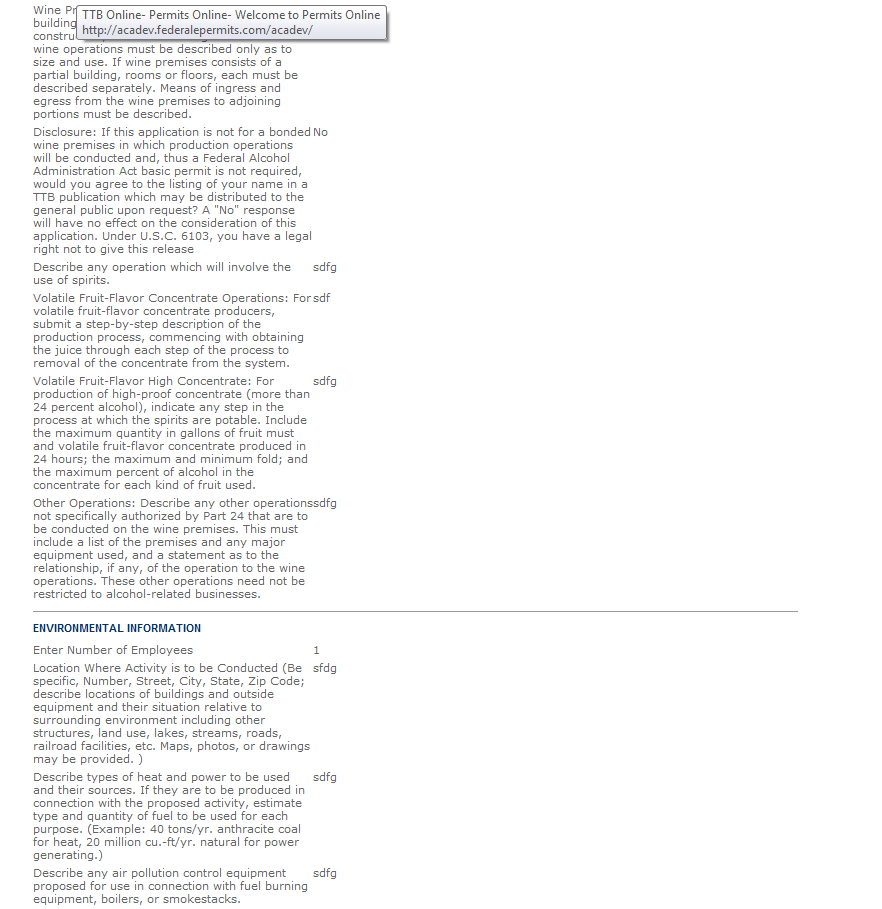 Wine Pr
TTB Online- Permits Online- Welcome to Permits Online
building
http://acadev.federalepermits.com/acadev/
constru
wine operations must be described only as to
size and use. If wine premises consists of a
partial building, rooms or floors, each must be
described separately. Means of ingress and
egress from the wine premises to adjoining
portions must be described.
Disclosure: If this application is not for a bonded No
wine premises in which production operations
will be conducted and, thus a Federal Alcohol
Administration Act basic permit is not required,
would you agree to the listing of your name in a
TTB publication which may be distributed to the
general public upon request? A "No" response
will have no effect on the consideration of this
application. Under U.S.C. 6103, you have a legal
right not to give this release
Describe any operation which will involve the sdfg
use of spirits.
Volatile Fruit-Flavor Concentrate Operations: For sdf
volatile fruit-flavor concentrate producers,
submit a step-by-step description of the
production process, commencing with obtaining
the juice through each step of the process to
removal of the concentrate from the system.
Volatile Fruit-Flavor High Concentrate: For sdfg
production of high-proof concentrate (more than
24 percent alcohol), indicate any step in the
process at which the spirits are potable. Include
the maximum quantity in gallons of fruit must
and volatile fruit-flavor concentrate produced in
24 hours; the maximum and minimum fold; and
the maximum percent of alcohol in the
concentrate for each kind of fruit used.
Other Operations: Describe any other operations sdfg
not specifically authorized by Part 24 that are to
be conducted on the wine premises. This must
include a list of the premises and any major
equipment used, and a statement as to the
relationship, if any, of the operation to the wine
operations. These other operations need not be
restricted to alcohol-related businesses.
ENVIRONMENTAL INFORMATION
Enter Number of Employees 1
Location Where Activity is to be Conducted (Be sfdg
specific, Number, Street, City, State, Zip Code;
describe locations of buildings and outside
equipment and their situation relative to
surrounding environment including other
structures, land use, lakes, streams, roads,
railroad facilities, etc. Maps, photos, or drawings
may be provided. )
Describe types of heat and power to be used sdfg
and their sources. If they are to be produced in
connection with the proposed activity, estimate
type and quantity of fuel to be used for each
purpose. (Example: 40 tons/yr. anthracite coal
for heat, 20 million cu.-ft/yr. natural for power
generating.)
Describe any air pollution control equipment sdfg
proposed for use in connection with fuel burning
equipment, boilers, or smokestacks.